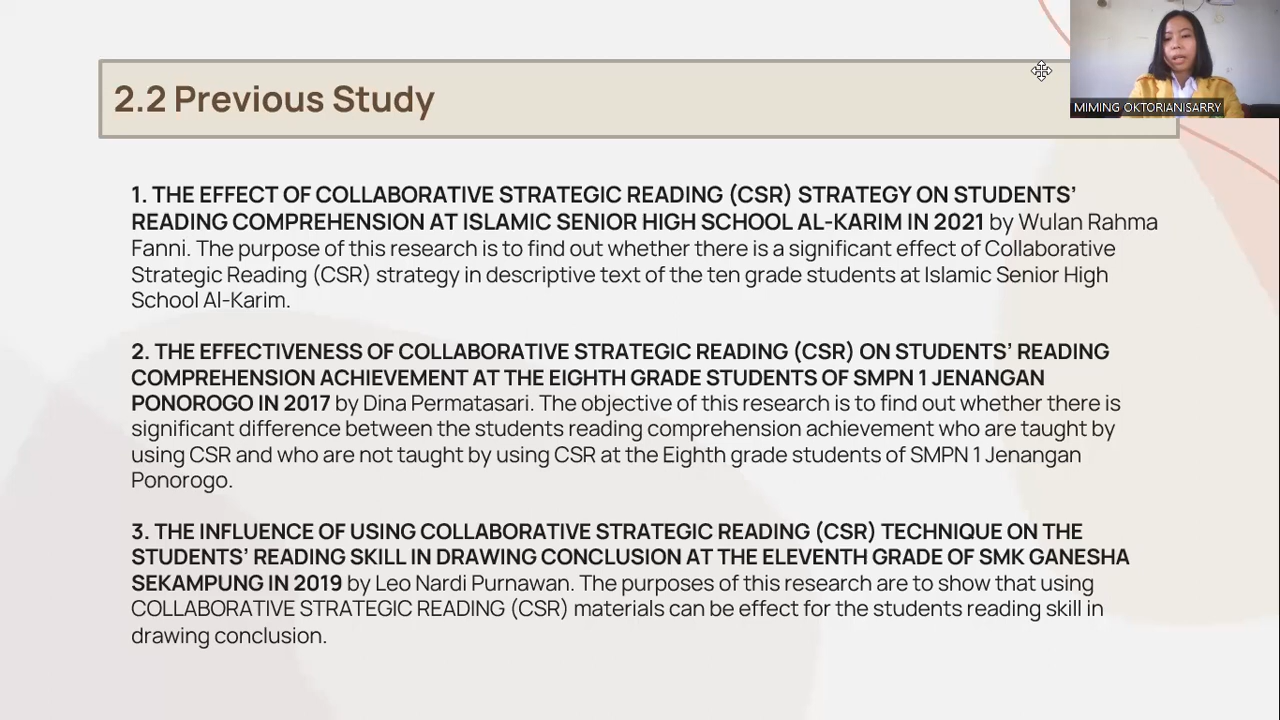 2.2 Previous Study
MIMING OKTORIANISARRY
1. THE EFFECT OF COLLABORATIVE STRATEGIC READING (CSR) STRATEGY ON STUDENTS’
READING COMPREHENSION AT ISLAMIC SENIOR HIGH SCHOOL AL-KARIM IN 2021 by Wulan Rahma
Fanni. The purpose of this research is to find out whether there is a significant effect of Collaborative
Strategic Reading (CSR) strategy in descriptive text of the ten grade students at Islamic Senior High
School Al-Karim.
2. THE EFFECTIVENESS OF COLLABORATIVE STRATEGIC READING (CSR) ON STUDENTS’ READING
COMPREHENSION ACHIEVEMENT AT THE EIGHTH GRADE STUDENTS OF SMPN 1 JENANGAN
PONOROGO IN 2017 by Dina Permatasari. The objective of this research is to find out whether there is
significant difference between the students reading comprehension achievement who are taught by
using CSR and who are not taught by using CSR at the Eighth grade students of SMPN 1 Jenangan
Ponorogo.
3. THE INFLUENCE OF USING COLLABORATIVE STRATEGIC READING (CSR) TECHNIQUE ON THE
STUDENTS’ READING SKILL IN DRAWING CONCLUSION AT THE ELEVENTH GRADE OF SMK GANESHA
SEKAMPUNG IN 2019 by Leo Nardi Purnawan. The purposes of this research are to show that using
COLLABORATIVE STRATEGIC READING (CSR) materials can be effect for the students reading skill in
drawing conclusion.